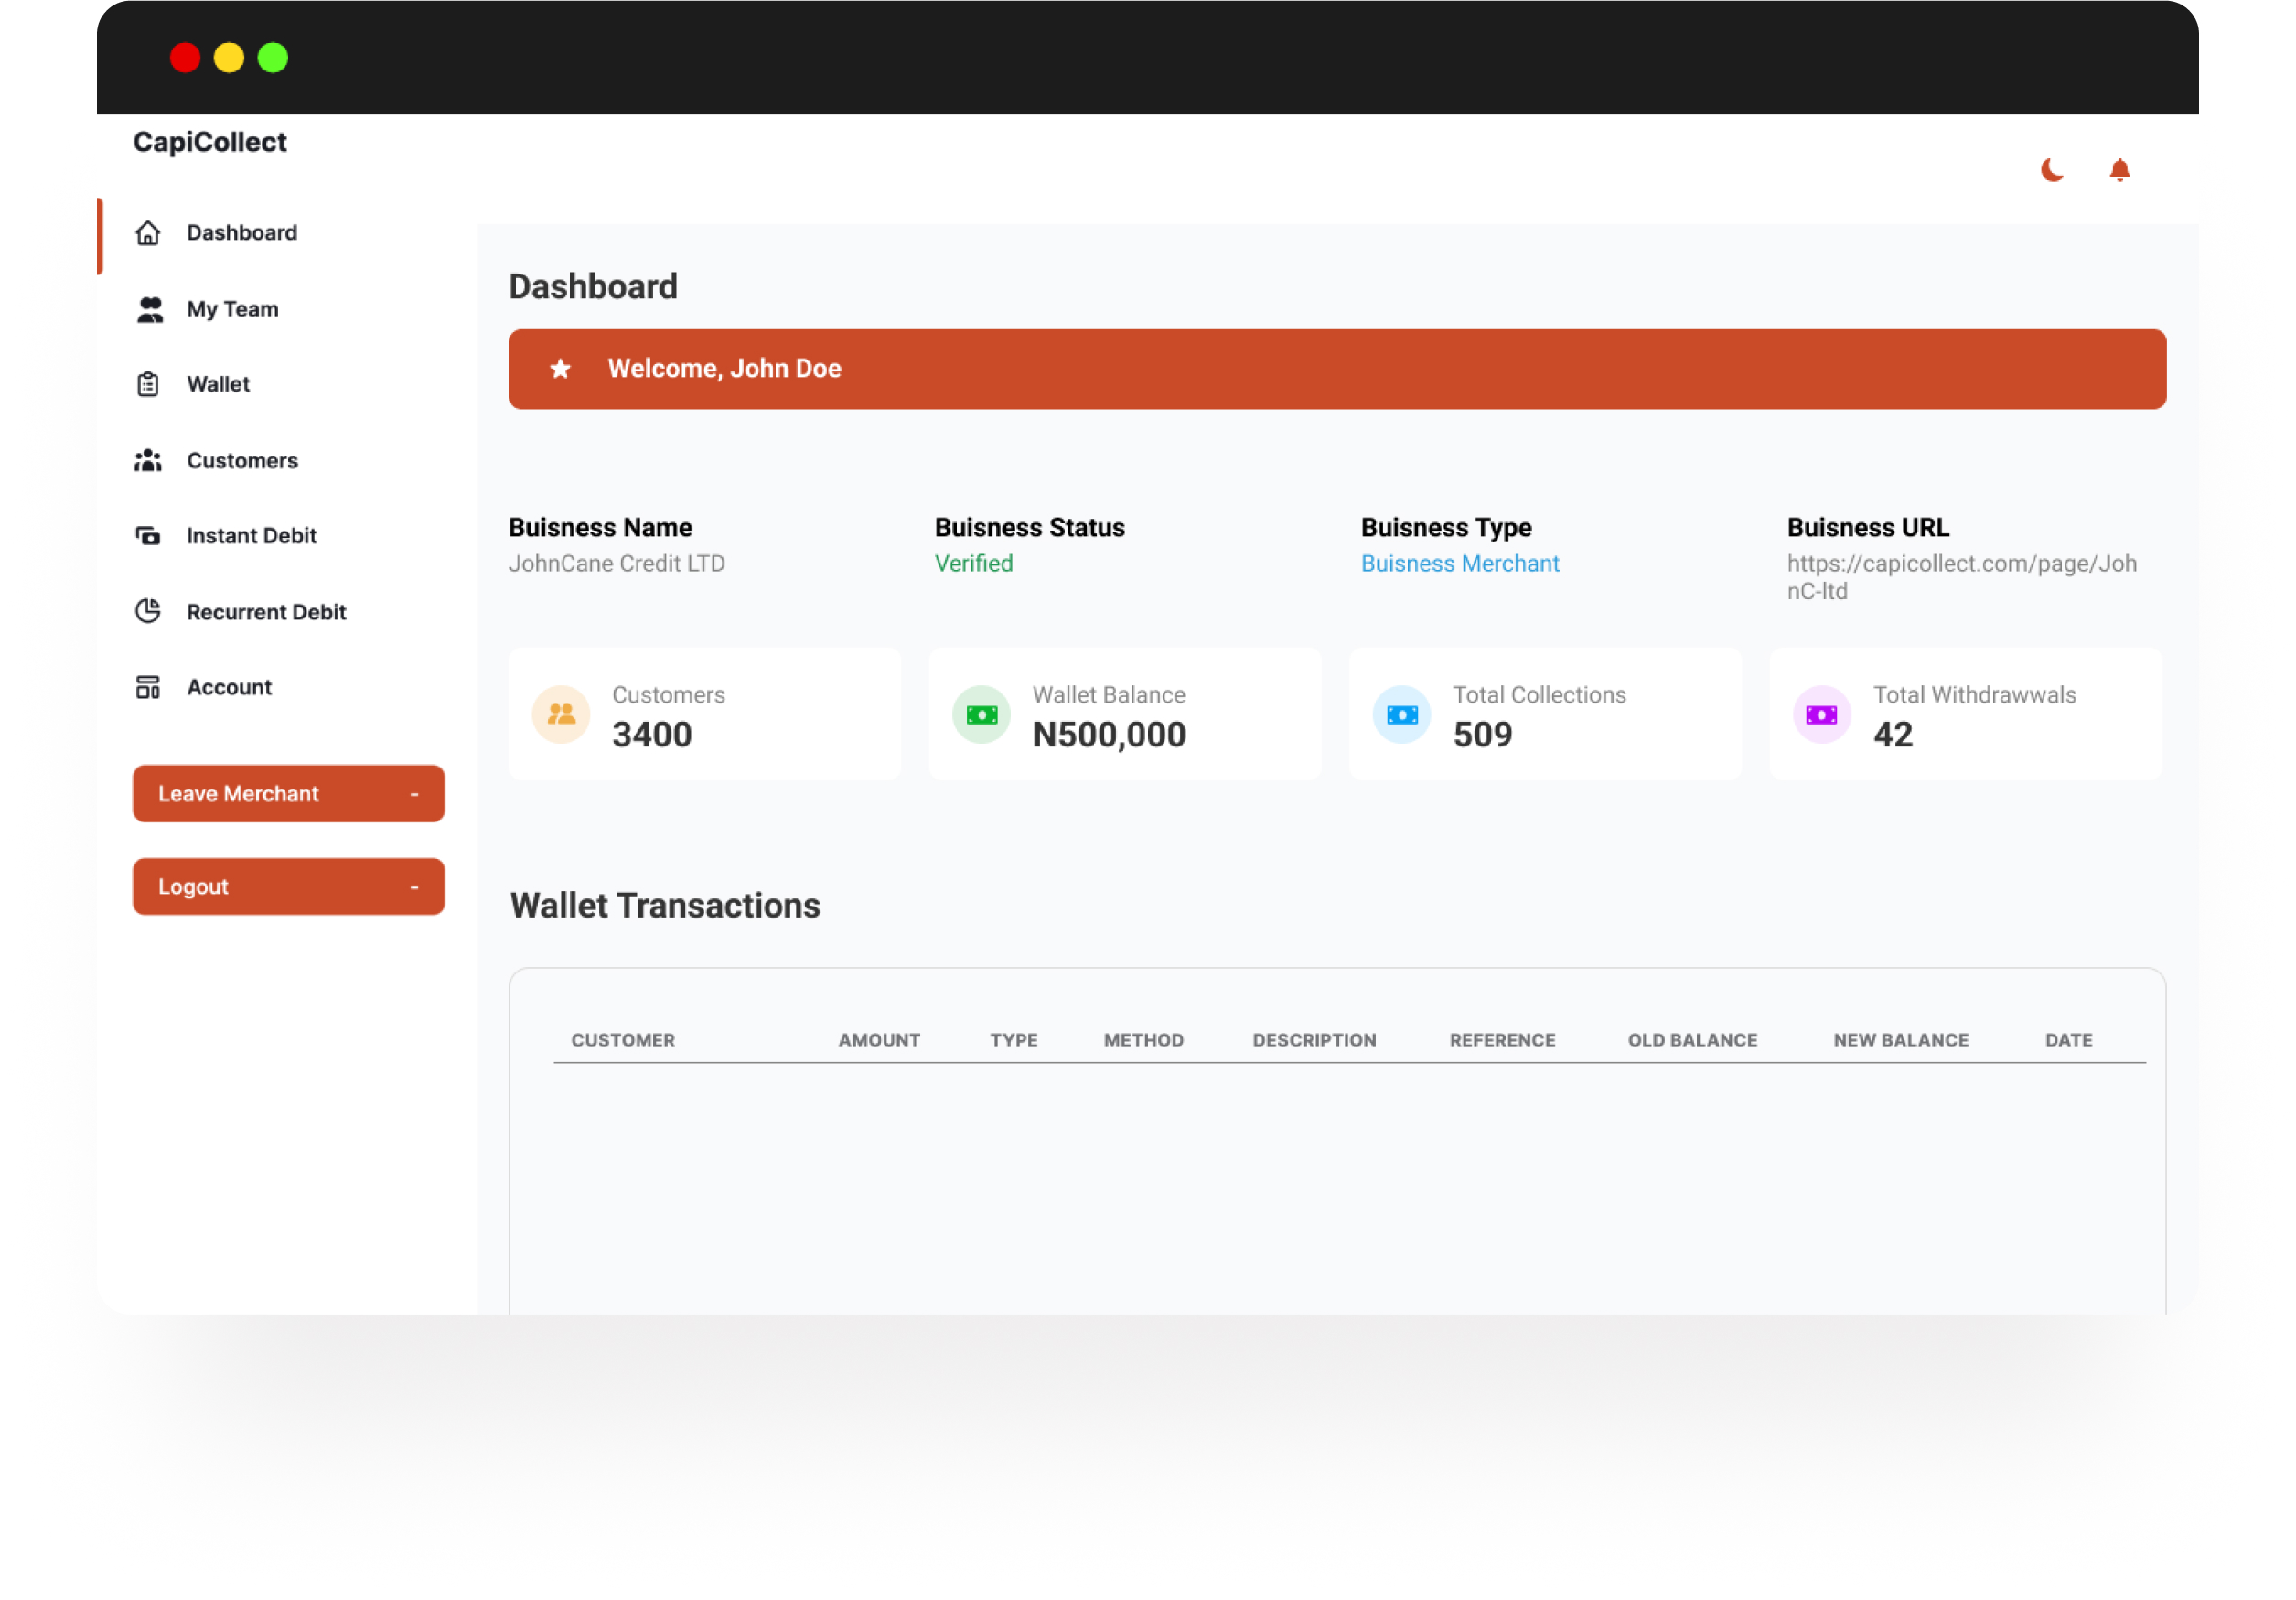 CapiCollect
Dashboard
My Team
Wallet
Customers
Instant Debit
Recurrent Debit
Account
Leave Merchant -
Logout -
Dashboard
Welcome, John Doe
Buisness Name
JohnCane Credit LTD
Buisness Status
Verified
Buisness Type
Buisness Merchant
Buisness URL
https://capicollect.com/page/Joh
nC-ltd
Customers
3400
Wallet Balance
N500,000
Total Collections
509
Total Withdrawwals
42
Wallet Transactions
CUSTOMER AMOUNT TYPE METHOD DESCRIPTION REFERENCE OLD BALANCE NEW BALANCE DATE